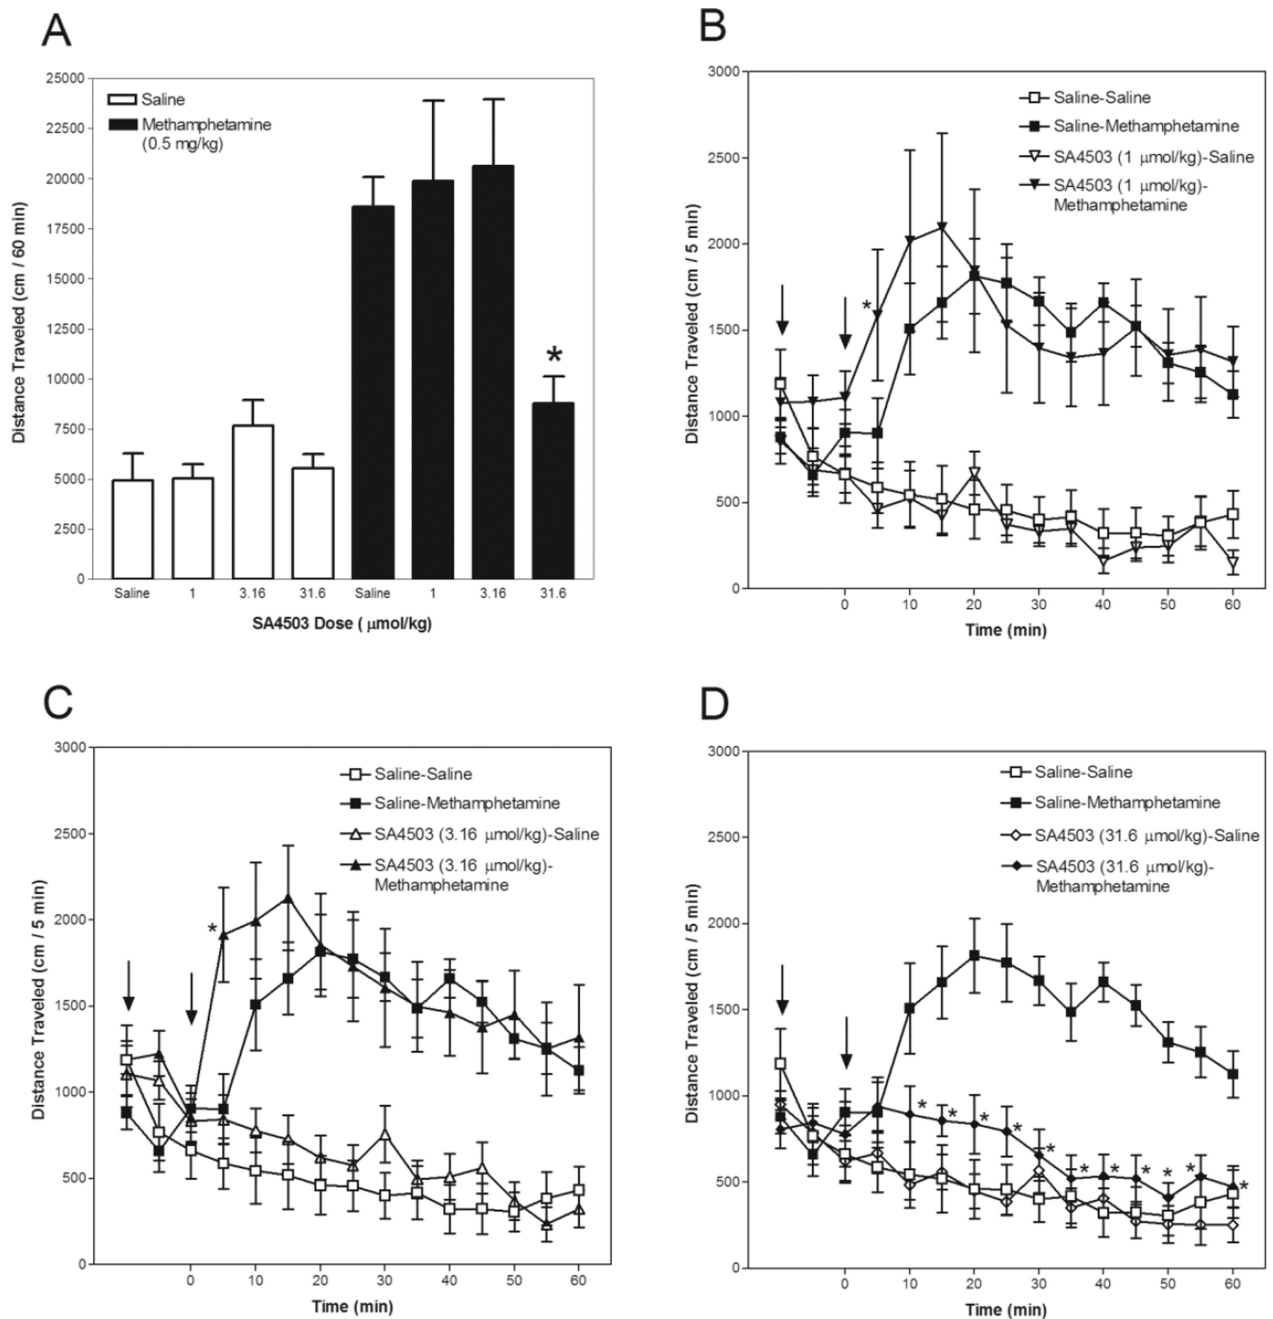 A
25000
22500
20000
17500
15000
12500
10000
7500
5000
2500
0
Distance Traveled (cm / 60 min)
Saline
Methamphetamine
(0.5 mg/kg)
*
Saline 1 3.16 31.6 Saline 1 3.16 31.6
SA4503 Dose ( μmol/kg)
B
3000
2500
2000
1500
1000
500
0
Distance Traveled (cm / 5 min)
Saline-Saline
Saline-Methamphetamine
SA4503 (1 μmol/kg)-Saline
SA4503 (1 μmol/kg)-
Methamphetamine
*
0 10 20 30 40 50 60
Time (min)
C
3000
2500
2000
1500
1000
500
0
Distance Traveled (cm / 5 min)
Saline-Saline
Saline-Methamphetamine
SA4503 (3.16 μmol/kg)-Saline
SA4503 (3.16 μmol/kg)-
Methamphetamine
*
0 10 20 30 40 50 60
Time (min)
D
3000
2500
2000
1500
1000
500
0
Distance Traveled (cm / 5 min)
Saline-Saline
Saline-Methamphetamine
SA4503 (31.6 μmol/kg)-Saline
SA4503 (31.6 μmol/kg)-
Methamphetamine
* * * * * * * * * * *
0 10 20 30 40 50 60
Time (min)